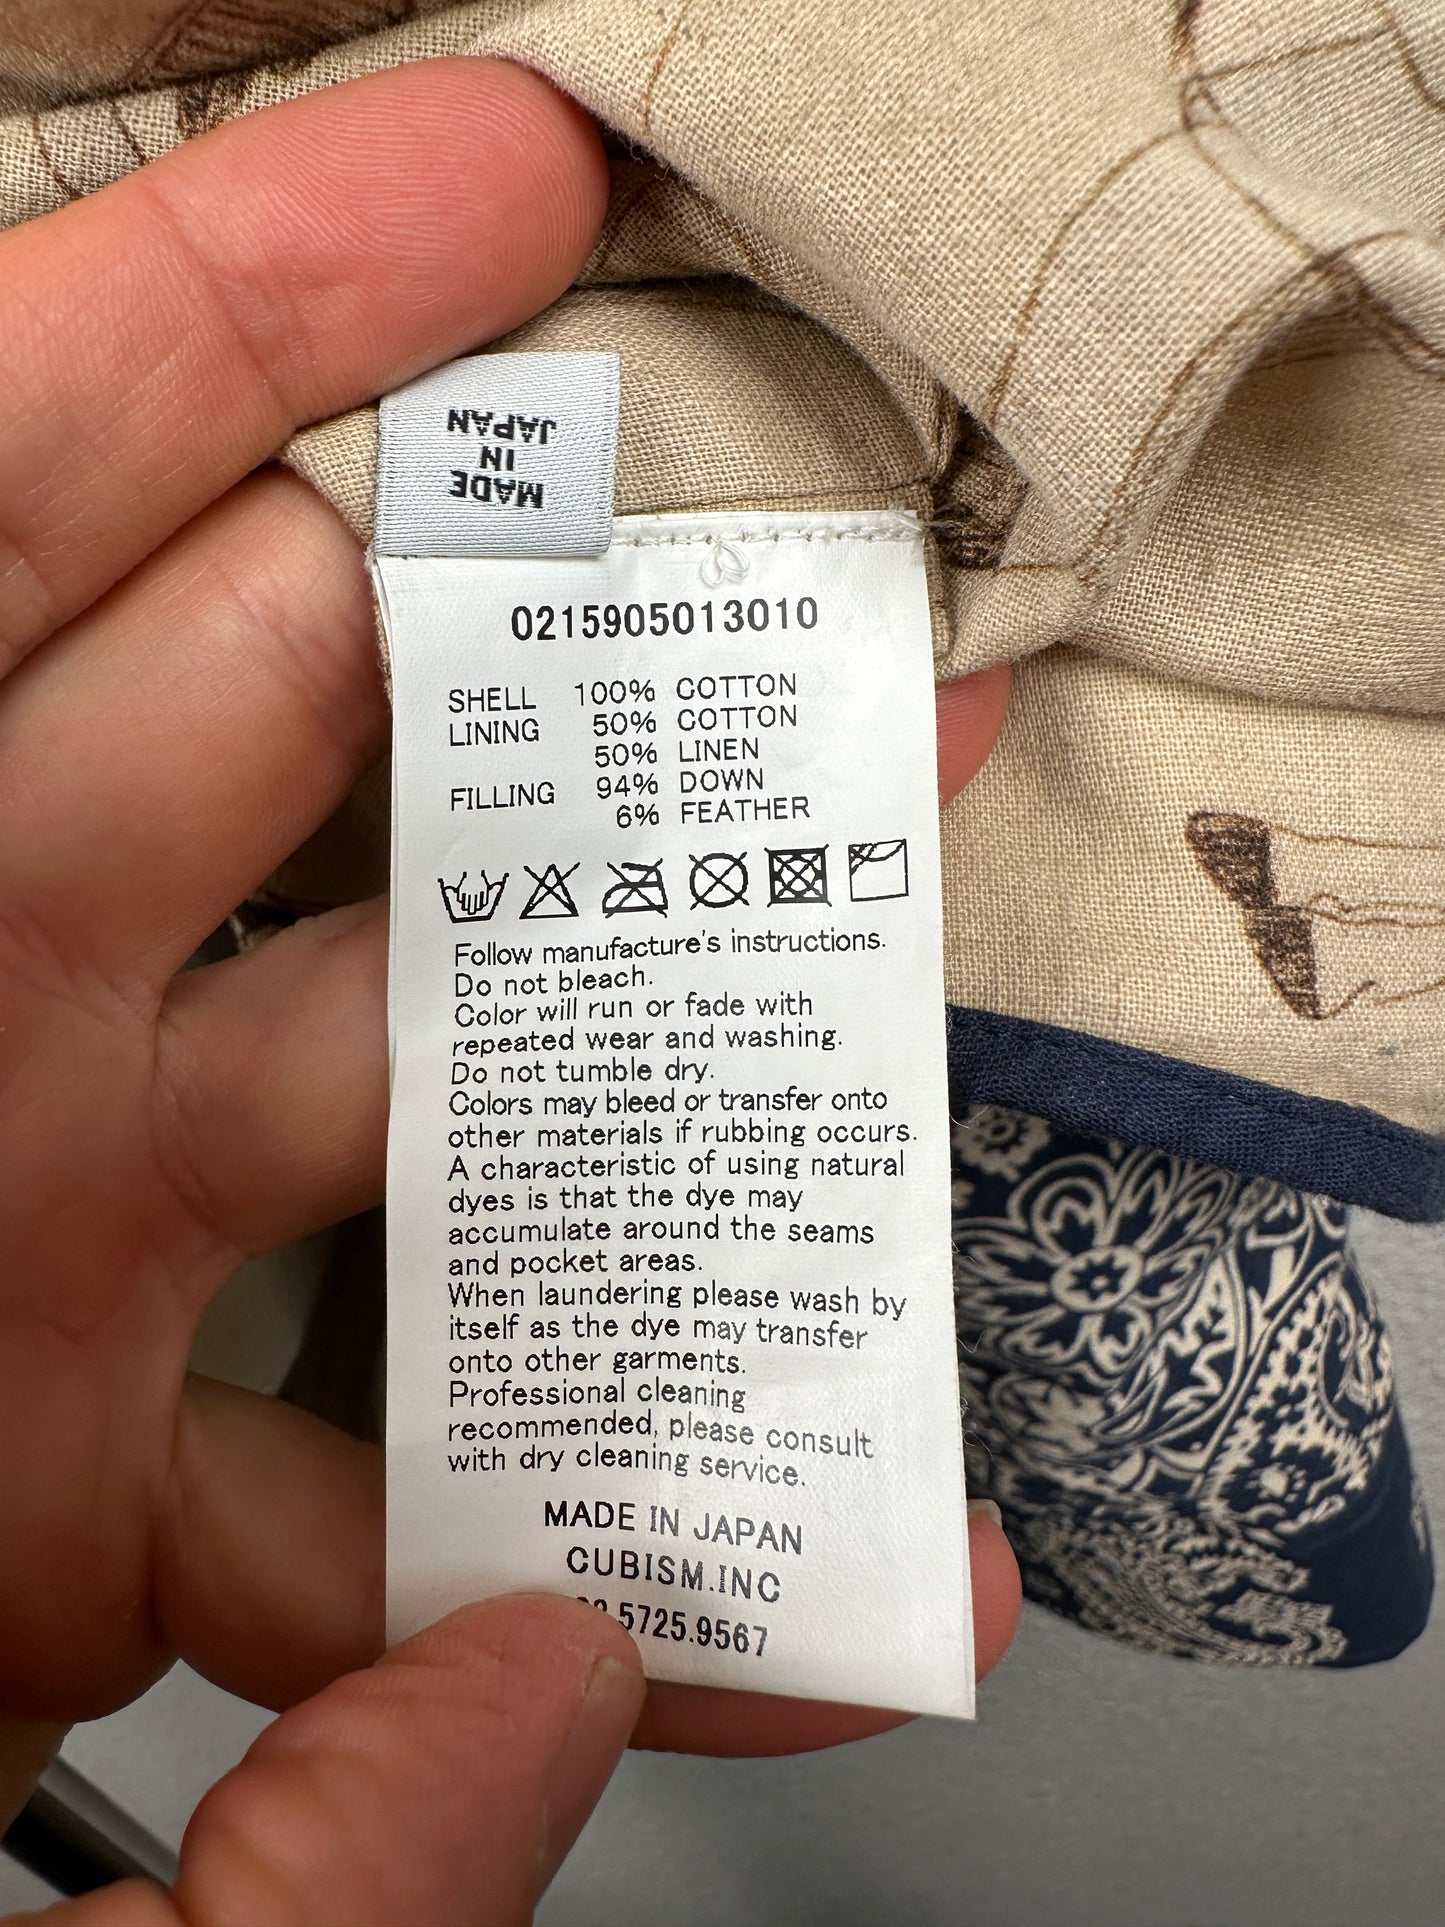 MADE
IN
JAPAN
0215905013010
SHELL 100% COTTON
LINING 50% COTTON
50% LINEN
FILLING 94% DOWN
6% FEATHER
Follow manufacture's instructions.
Do not bleach.
Color will run or fade with
repeated wear and washing.
Do not tumble dry.
Colors may bleed or transfer onto
other materials if rubbing occurs.
A characteristic of using natural
dyes is that the dye may
accumulate around the seams
and pocket areas.
When laundering please wash by
itself as the dye may transfer
onto other garments.
Professional cleaning
recommended, please consult
with dry cleaning service.
MADE IN JAPAN
CUBISM.INC
5725.9567